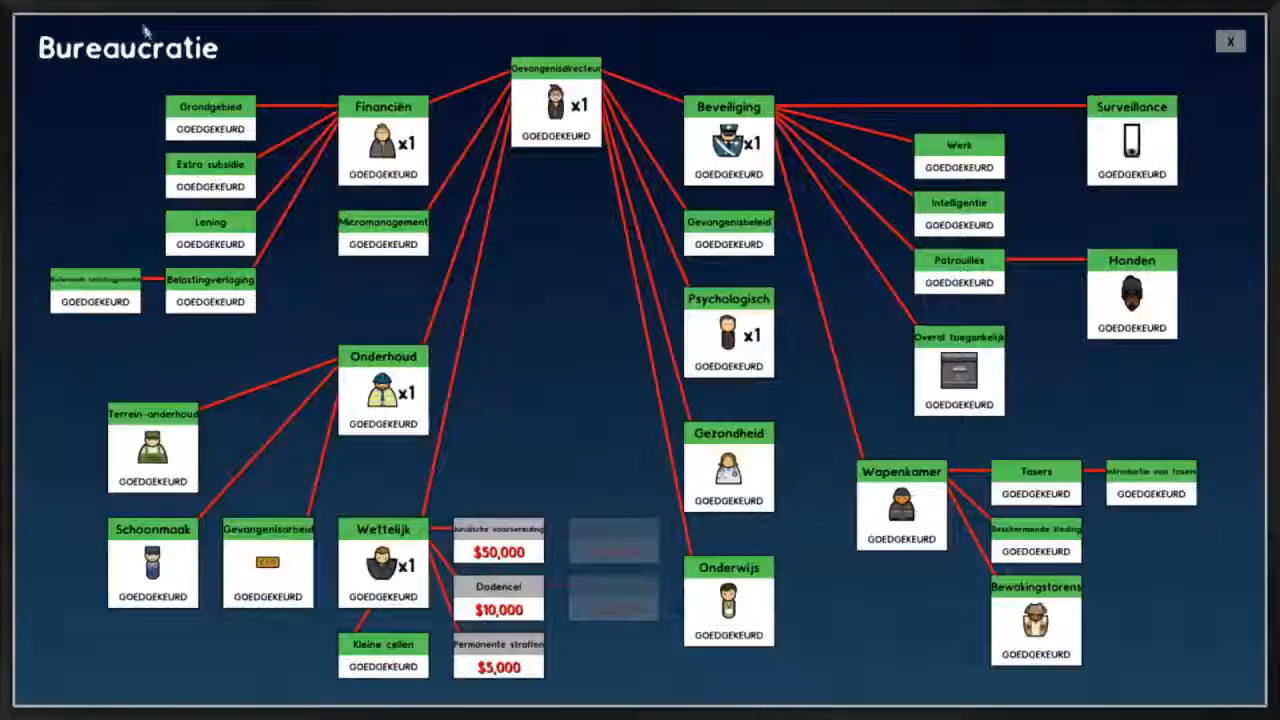 Bureaucratie
X
Gevangenisdirecteur
x1
GOEDGEKEURD
Grondgebied
GOEDGEKEURD
Financiën
x1
GOEDGEKEURD
Beveiliging
x1
GOEDGEKEURD
Surveillance
GOEDGEKEURD
Extra subsidie
GOEDGEKEURD
Werk
GOEDGEKEURD
Lening
GOEDGEKEURD
Micromanagement
GOEDGEKEURD
Gevangenisbeleid
GOEDGEKEURD
Intelligentie
GOEDGEKEURD
GOEDGEKEURD
Belastingverlaging
GOEDGEKEURD
Psychologisch
x1
GOEDGEKEURD
Patrouilles
GOEDGEKEURD
Honden
GOEDGEKEURD
Onderhoud
x1
GOEDGEKEURD
Overal toegankelijk
GOEDGEKEURD
Terrein-onderhoud
GOEDGEKEURD
Gezondheid
GOEDGEKEURD
Wapenkamer
GOEDGEKEURD
Tasers
GOEDGEKEURD
Introductie van tasers
GOEDGEKEURD
Schoonmaak
GOEDGEKEURD
Gevangenisarbeid
GOEDGEKEURD
Wettelijk
x1
GOEDGEKEURD
Juridische voorbereiding
$50,000
Beschermende kleding
GOEDGEKEURD
Dodencel
$10,000
Onderwijs
GOEDGEKEURD
Bewakingstorens
GOEDGEKEURD
Kleine cellen
GOEDGEKEURD
Permanente straffen
$5,000